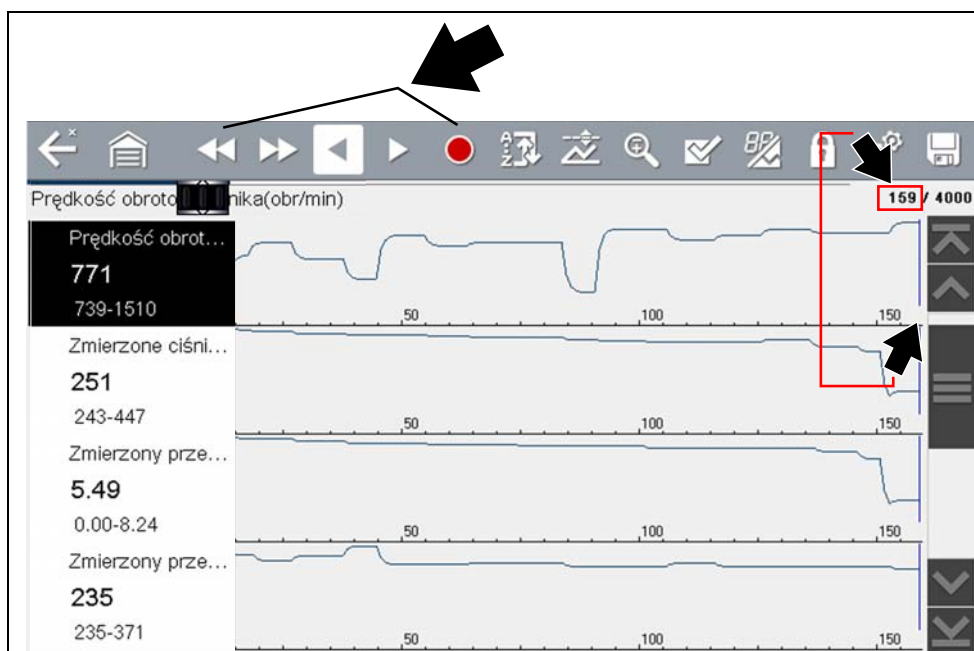 A
Z
Prędkość obroto nika(obr/min)
159 / 4000
Prędkość obrot...
771
739-1510
50 100 150
Zmierzone ciśni...
251
243-447
50 100 150
Zmierzony prze...
5.49
0.00-8.24
50 100 150
Zmierzony prze...
235
235-371
50 100 150